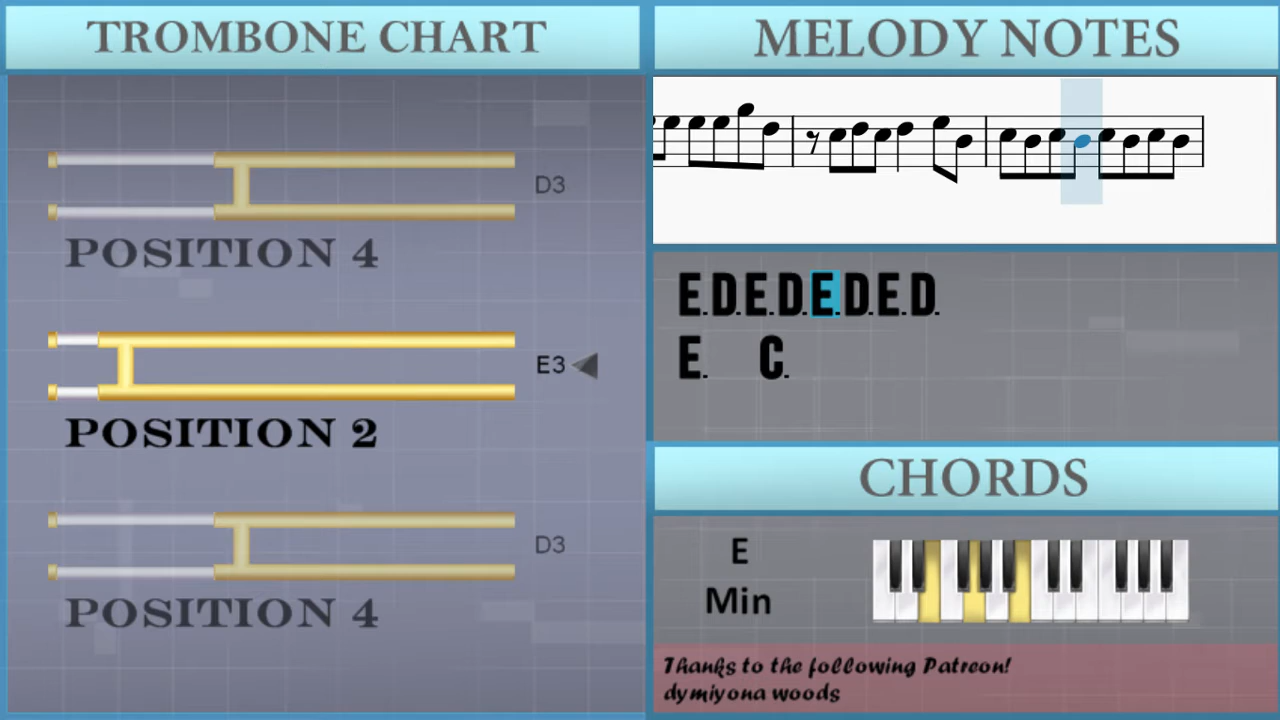 TROMBONE CHART
D3
POSITION 4
E3
POSITION 2
D3
POSITION 4
MELODY NOTES
E.D.E.D.E.D.E.D.
E. C.
CHORDS
E
Min
Thanks to the following Patreon!
dymiyona woods